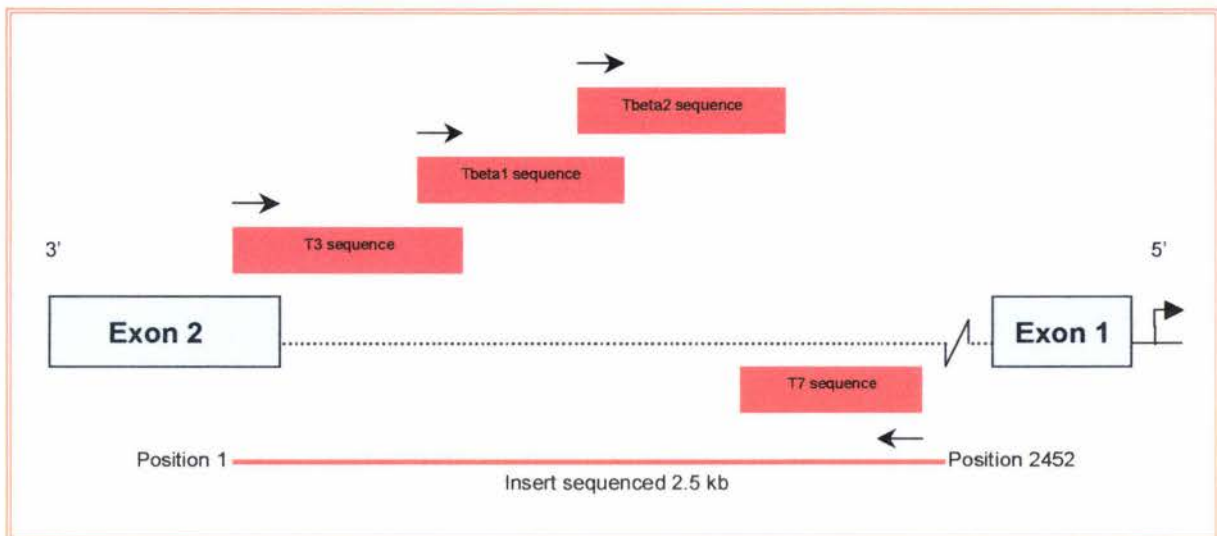 Tbeta2 sequence
Tbeta1 sequence
T3 sequence
3'
5'
Exon 2
Exon 1
T7 sequence
Position 1
Position 2452
Insert sequenced 2.5 kb